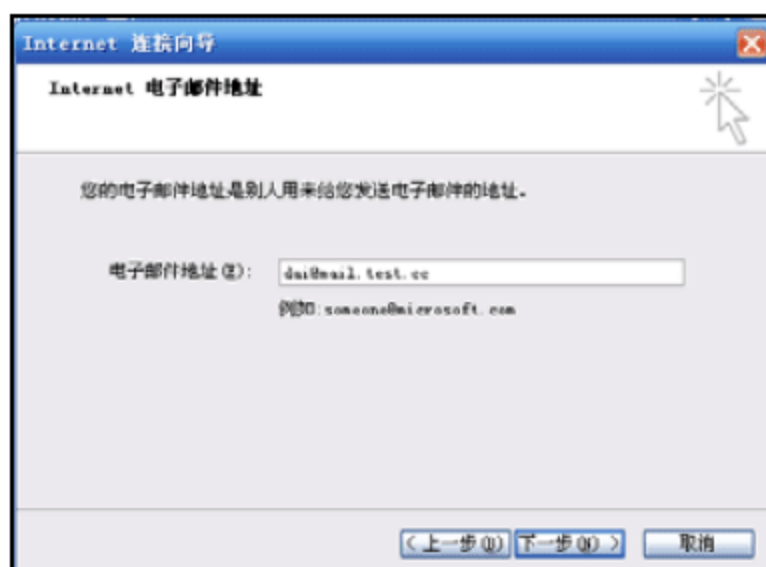 Internet 连接向导
Internet 电子邮件地址
您的电子邮件地址是别人用来给您发送电子邮件的地址。
电子邮件地址(E): dai@mail.test.cc
例如:someone@microsoft.com
<上一步(B) 下一步(N) > 取消